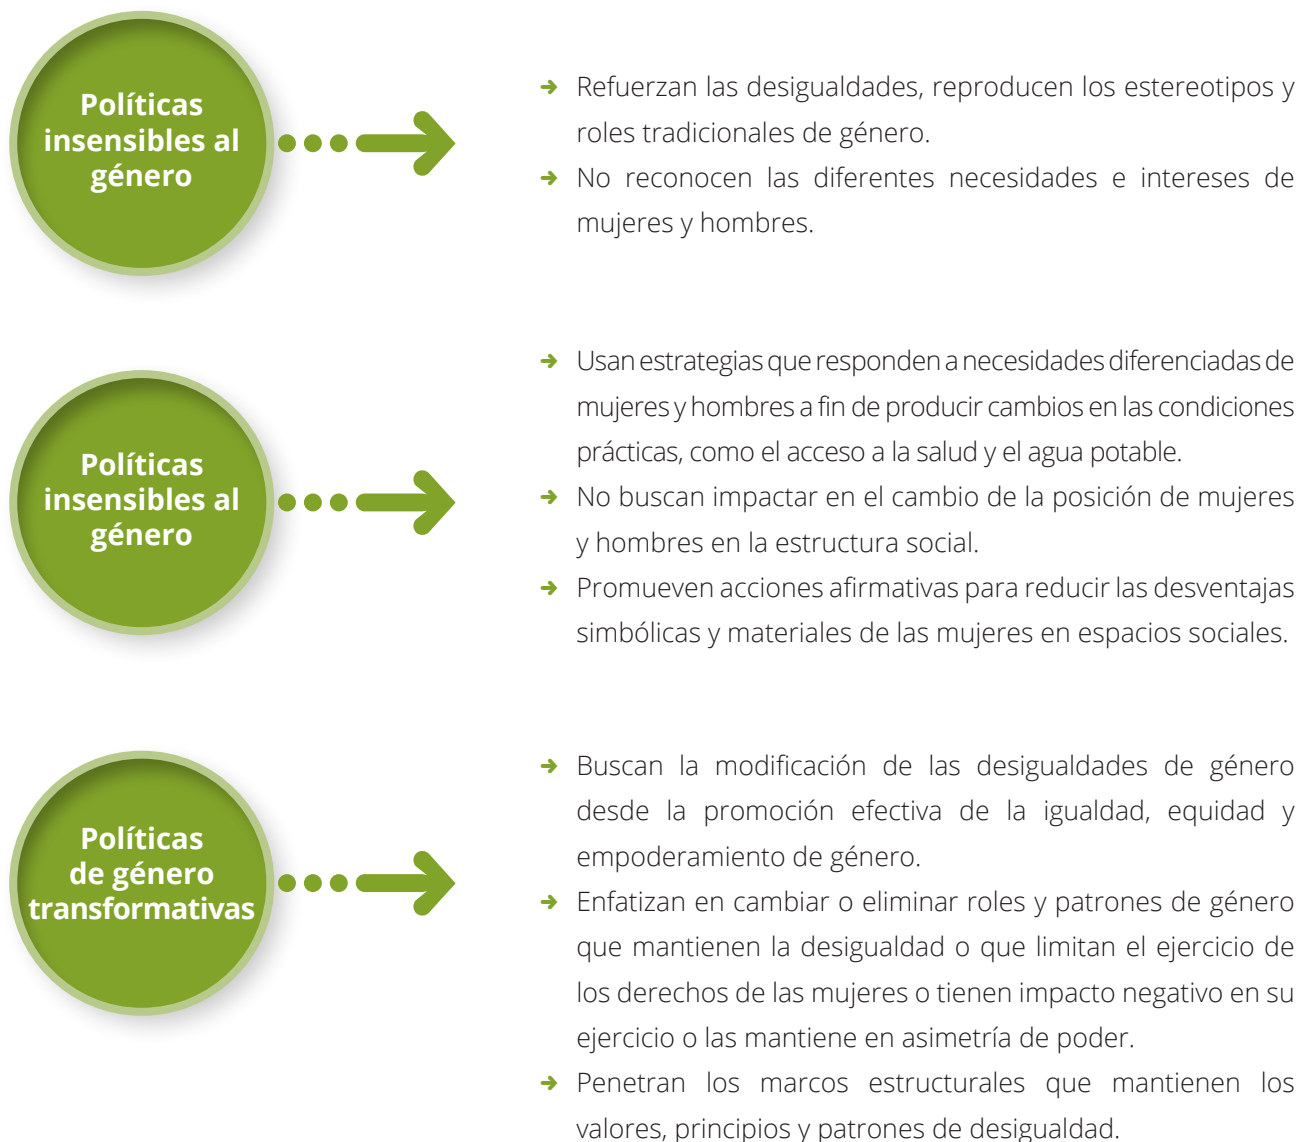 Políticas
insensibles al
género
➔ Refuerzan las desigualdades, reproducen los estereotipos y
roles tradicionales de género.
➔ No reconocen las diferentes necesidades e intereses de
mujeres y hombres.
Políticas
insensibles al
género
➔ Usan estrategias que responden a necesidades diferenciadas de
mujeres y hombres a fin de producir cambios en las condiciones
prácticas, como el acceso a la salud y el agua potable.
➔ No buscan impactar en el cambio de la posición de mujeres
y hombres en la estructura social.
➔ Promueven acciones afirmativas para reducir las desventajas
simbólicas y materiales de las mujeres en espacios sociales.
Políticas
de género
transformativas
➔ Buscan la modificación de las desigualdades de género
desde la promoción efectiva de la igualdad, equidad y
empoderamiento de género.
➔ Enfatizan en cambiar o eliminar roles y patrones de género
que mantienen la desigualdad o que limitan el ejercicio de
los derechos de las mujeres o tienen impacto negativo en su
ejercicio o las mantiene en asimetría de poder.
➔ Penetran los marcos estructurales que mantienen los
valores, principios y patrones de desigualdad.